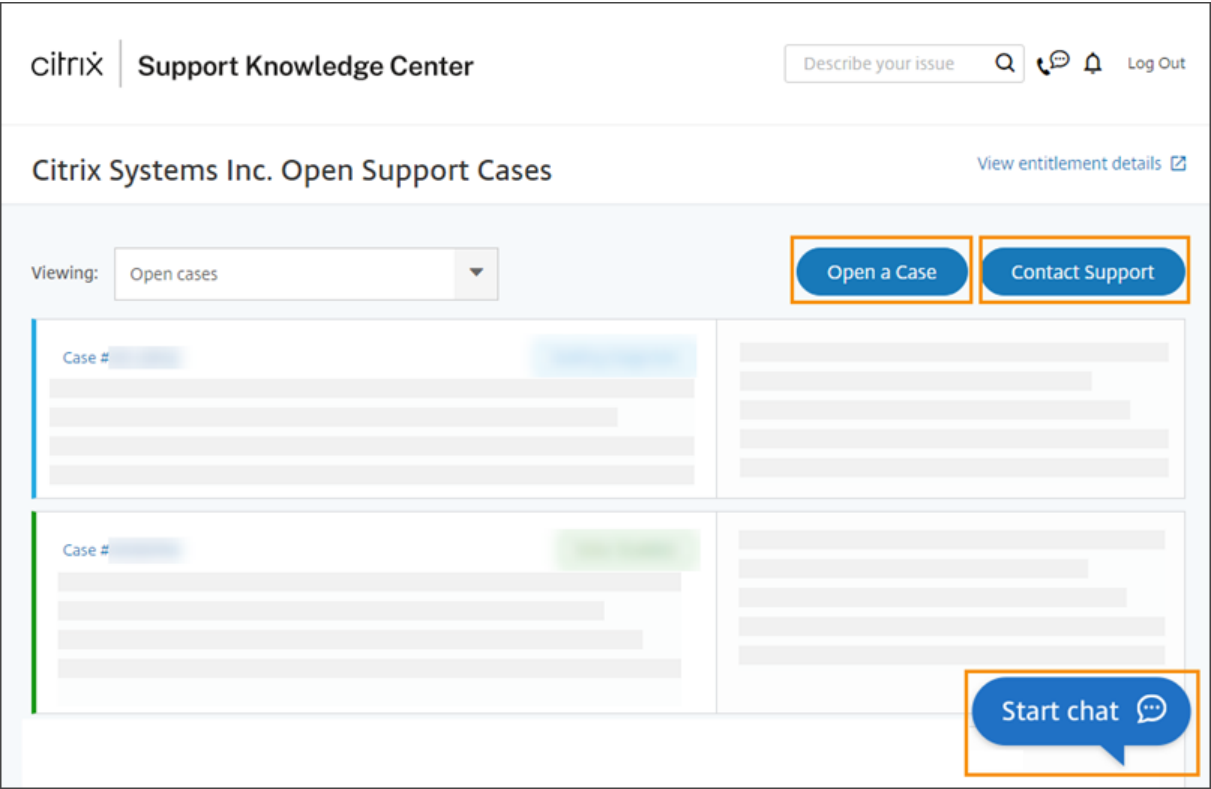 citrix
Support Knowledge Center
Describe your issue
Log Out
Citrix Systems Inc. Open Support Cases
View entitlement details
Viewing:
Open cases
Open a Case
Contact Support
Case #
Case #
Start chat